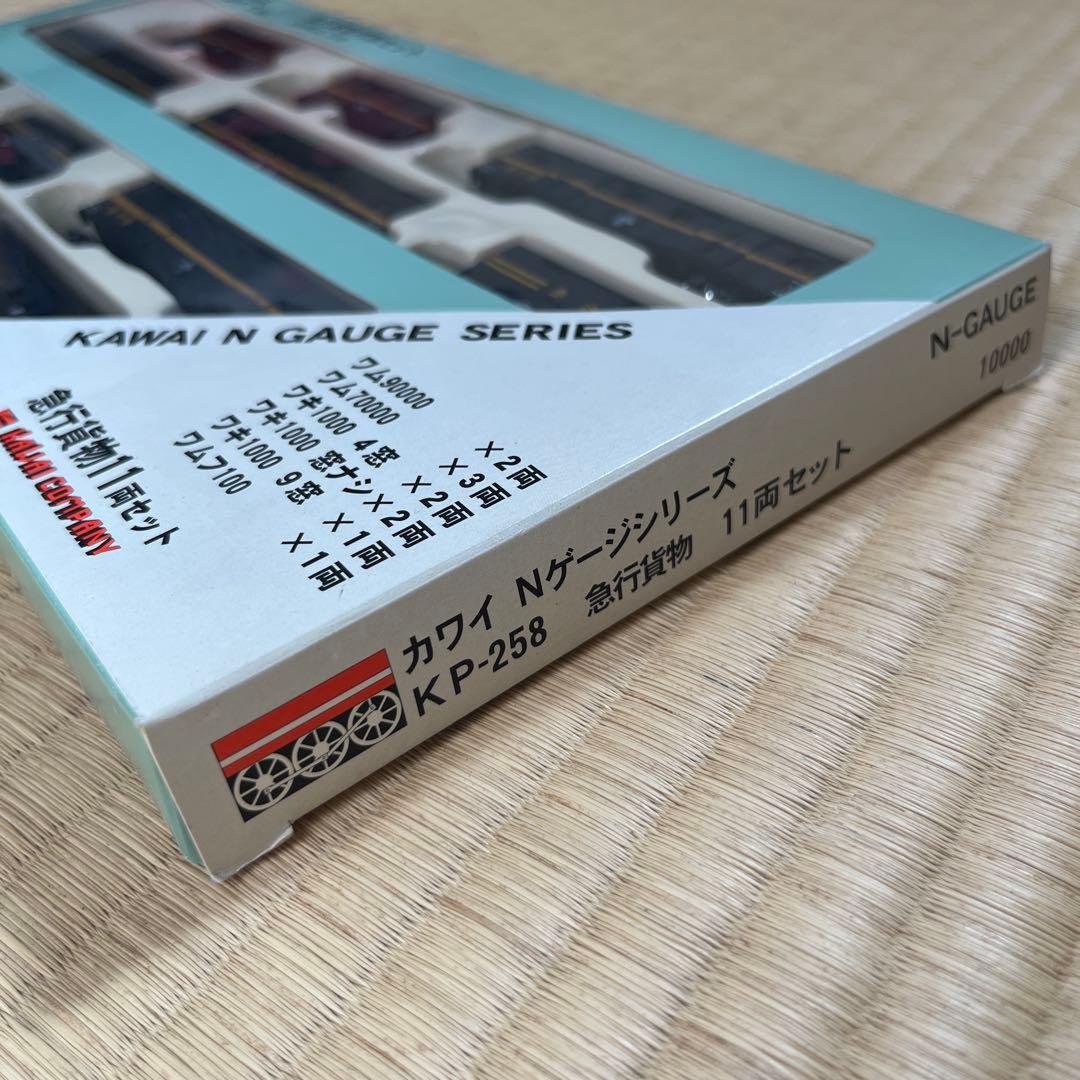 KAWAI N GAUGE SERIES
ワム90000 ×2両
ワム70000 ×3両
ワキ1000 4窓 ×2両
ワキ1000 窓ナシ×2両
ワキ1000 9窓 ×1両
ワムフ100 ×1両
急行貨物11両セット
KAWAI COMPANY
カワイ Nゲージシリーズ
KP-258 急行貨物 11両セット
N-GAUGE
10000